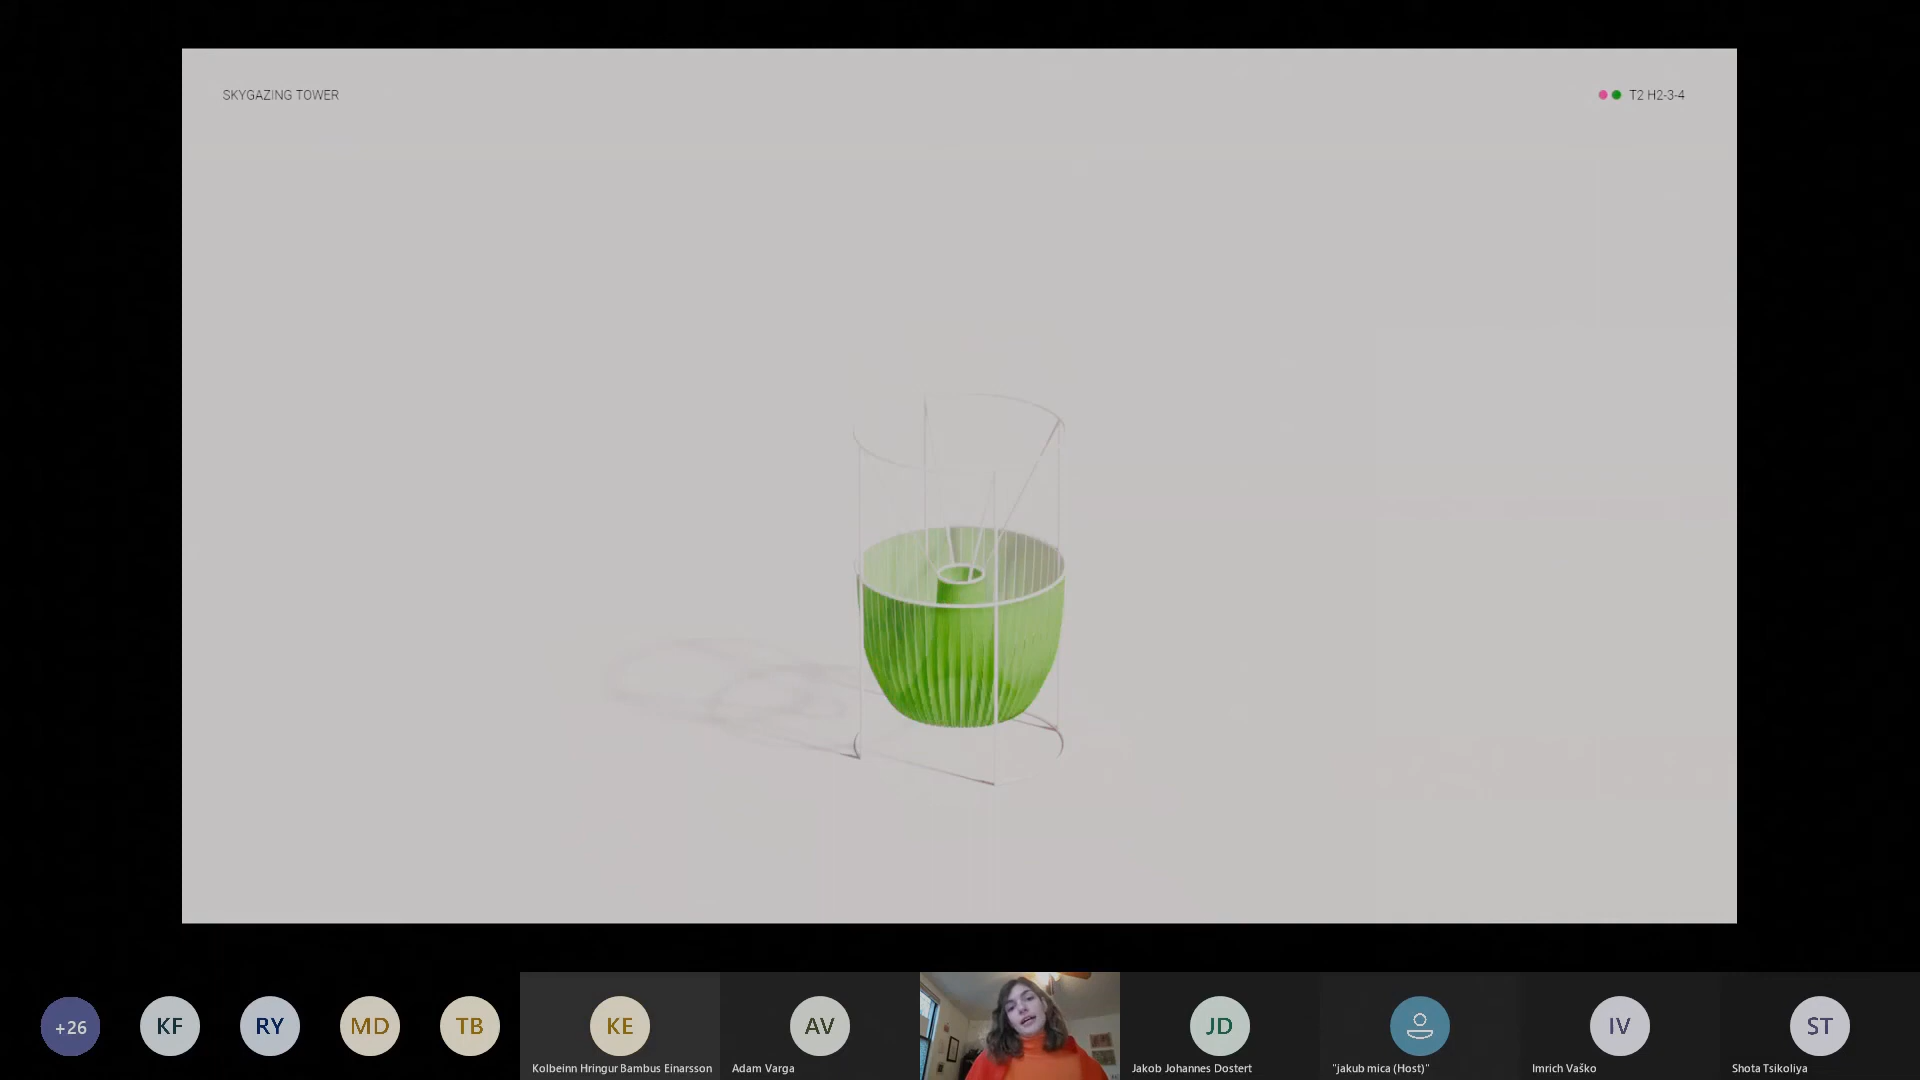 SKYGAZING TOWER
T2 H2-3-4
+26
KF
RY
MD
TB
KE
AV
JD
IV
ST
Kolbeinn Hringur Bambus Einarsson
Adam Varga
Jakob Johannes Dostert
"jakub mica (Host)"
Imrich Vaško
Shota Tsikoliya